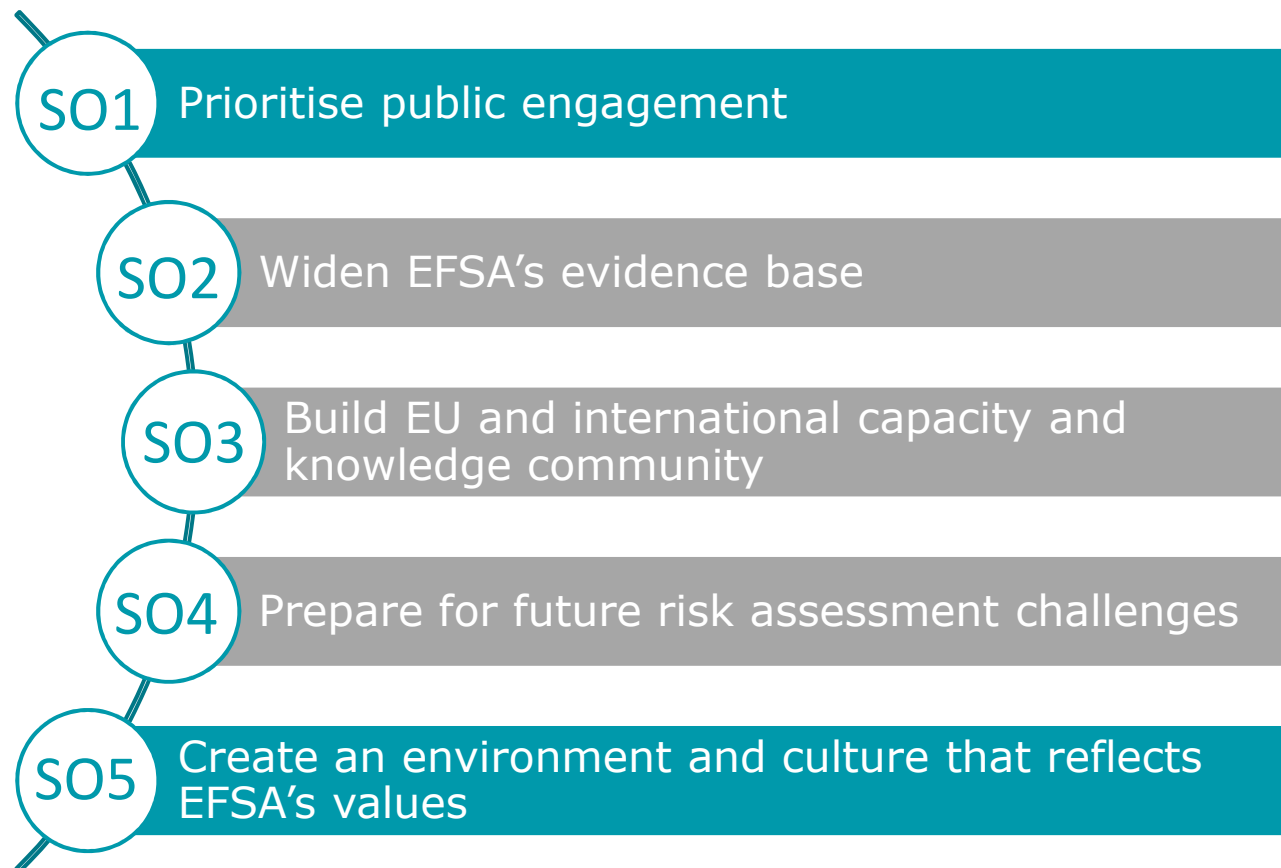 SO1
Prioritise public engagement
SO2
Widen EFSA’s evidence base
SO3
Build EU and international capacity and
knowledge community
SO4
Prepare for future risk assessment challenges
SO5
Create an environment and culture that reflects
EFSA’s values